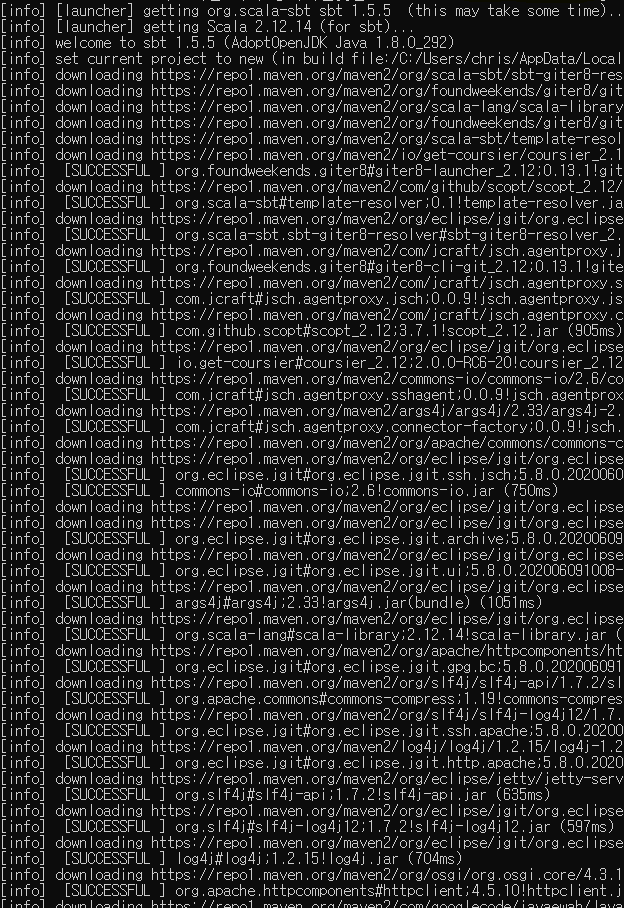 [info] [launcher] getting org.scala-sbt sbt 1.5.5  (this may take some time)...
[info] [launcher] getting Scala 2.12.14 (for sbt)...
[info] welcome to sbt 1.5.5 (AdoptOpenJDK Java 1.8.0_292)
[info] set current project to new (in build file:/C:/Users/chris/AppData/Local
[info] downloading https://repo1.maven.org/maven2/org/scala-sbt/sbt-giter8-res
[info] downloading https://repo1.maven.org/maven2/org/foundweekends/giter8/git
[info] downloading https://repo1.maven.org/maven2/org/scala-lang/scala-library
[info] downloading https://repo1.maven.org/maven2/org/foundweekends/giter8/git
[info] downloading https://repo1.maven.org/maven2/org/scala-sbt/template-resol
[info] downloading https://repo1.maven.org/maven2/io/get-coursier/coursier_2.1
[info]  [SUCCESSFUL ] org.foundweekends.giter8#giter8-launcher_2.12;0.13.1!git
[info] downloading https://repo1.maven.org/maven2/com/github/scopt/scopt_2.12/
[info]  [SUCCESSFUL ] org.scala-sbt#template-resolver;0.1!template-resolver.ja
[info] downloading https://repo1.maven.org/maven2/org/eclipse/jgit/org.eclipse
[info]  [SUCCESSFUL ] org.scala-sbt.sbt-giter8-resolver#sbt-giter8-resolver_2.
[info] downloading https://repo1.maven.org/maven2/com/jcraft/jsch.agentproxy.j
[info]  [SUCCESSFUL ] org.foundweekends.giter8#giter8-cli-git_2.12;0.13.1!gite
[info] downloading https://repo1.maven.org/maven2/com/jcraft/jsch.agentproxy.s
[info]  [SUCCESSFUL ] com.jcraft#jsch.agentproxy.jsch;0.0.9!jsch.agentproxy.js
[info] downloading https://repo1.maven.org/maven2/com/jcraft/jsch.agentproxy.c
[info]  [SUCCESSFUL ] com.github.scopt#scopt_2.12;3.7.1!scopt_2.12.jar (905ms)
[info] downloading https://repo1.maven.org/maven2/org/eclipse/jgit/org.eclipse
[info]  [SUCCESSFUL ] io.get-coursier#coursier_2.12;2.0.0-RC6-20!coursier_2.12
[info] downloading https://repo1.maven.org/maven2/commons-io/commons-io/2.6/co
[info]  [SUCCESSFUL ] com.jcraft#jsch.agentproxy.sshagent;0.0.9!jsch.agentprox
[info] downloading https://repo1.maven.org/maven2/args4j/args4j/2.33/args4j-2.
[info]  [SUCCESSFUL ] com.jcraft#jsch.agentproxy.connector-factory;0.0.9!jsch.
[info] downloading https://repo1.maven.org/maven2/org/apache/commons/commons-c
[info] downloading https://repo1.maven.org/maven2/org/eclipse/jgit/org.eclipse
[info]  [SUCCESSFUL ] org.eclipse.jgit#org.eclipse.jgit.ssh.jsch;5.8.0.2020060
[info]  [SUCCESSFUL ] commons-io#commons-io;2.6!commons-io.jar (750ms)
[info] downloading https://repo1.maven.org/maven2/org/eclipse/jgit/org.eclipse
[info] downloading https://repo1.maven.org/maven2/org/eclipse/jgit/org.eclipse
[info]  [SUCCESSFUL ] org.eclipse.jgit#org.eclipse.jgit.archive;5.8.0.20200609
[info] downloading https://repo1.maven.org/maven2/org/eclipse/jgit/org.eclipse
[info]  [SUCCESSFUL ] org.eclipse.jgit#org.eclipse.jgit.ui;5.8.0.202006091008-
[info] downloading https://repo1.maven.org/maven2/org/eclipse/jgit/org.eclipse
[info]  [SUCCESSFUL ] args4j#args4j;2.33!args4j.jar(bundle) (1051ms)
[info] downloading https://repo1.maven.org/maven2/org/eclipse/jgit/org.eclipse
[info]  [SUCCESSFUL ] org.scala-lang#scala-library;2.12.14!scala-library.jar (
[info] downloading https://repo1.maven.org/maven2/org/apache/httpcomponents/ht
[info]  [SUCCESSFUL ] org.eclipse.jgit#org.eclipse.jgit.gpg.bc;5.8.0.202006091
[info] downloading https://repo1.maven.org/maven2/org/slf4j/slf4j-api/1.7.2/sl
[info]  [SUCCESSFUL ] org.apache.commons#commons-compress;1.19!commons-compres
[info] downloading https://repo1.maven.org/maven2/org/slf4j/slf4j-log4j12/1.7.
[info]  [SUCCESSFUL ] org.eclipse.jgit#org.eclipse.jgit.ssh.apache;5.8.0.20200
[info] downloading https://repo1.maven.org/maven2/log4j/log4j/1.2.15/log4j-1.2
[info]  [SUCCESSFUL ] org.eclipse.jgit#org.eclipse.jgit.http.apache;5.8.0.2020
[info] downloading https://repo1.maven.org/maven2/org/eclipse/jetty/jetty-serv
[info]  [SUCCESSFUL ] org.slf4j#slf4j-api;1.7.2!slf4j-api.jar (635ms)
[info] downloading https://repo1.maven.org/maven2/org/eclipse/jgit/org.eclipse
[info]  [SUCCESSFUL ] org.slf4j#slf4j-log4j12;1.7.2!slf4j-log4j12.jar (597ms)
[info] downloading https://repo1.maven.org/maven2/org/eclipse/jgit/org.eclipse
[info]  [SUCCESSFUL ] log4j#log4j;1.2.15!log4j.jar (704ms)
[info] downloading https://repo1.maven.org/maven2/org/osgi/org.osgi.core/4.3.1
[info]  [SUCCESSFUL ] org.apache.httpcomponents#httpclient;4.5.10!httpclient.j
[info] downloading https://repo1.maven.org/maven2/com/googlecode/javaewah/Java